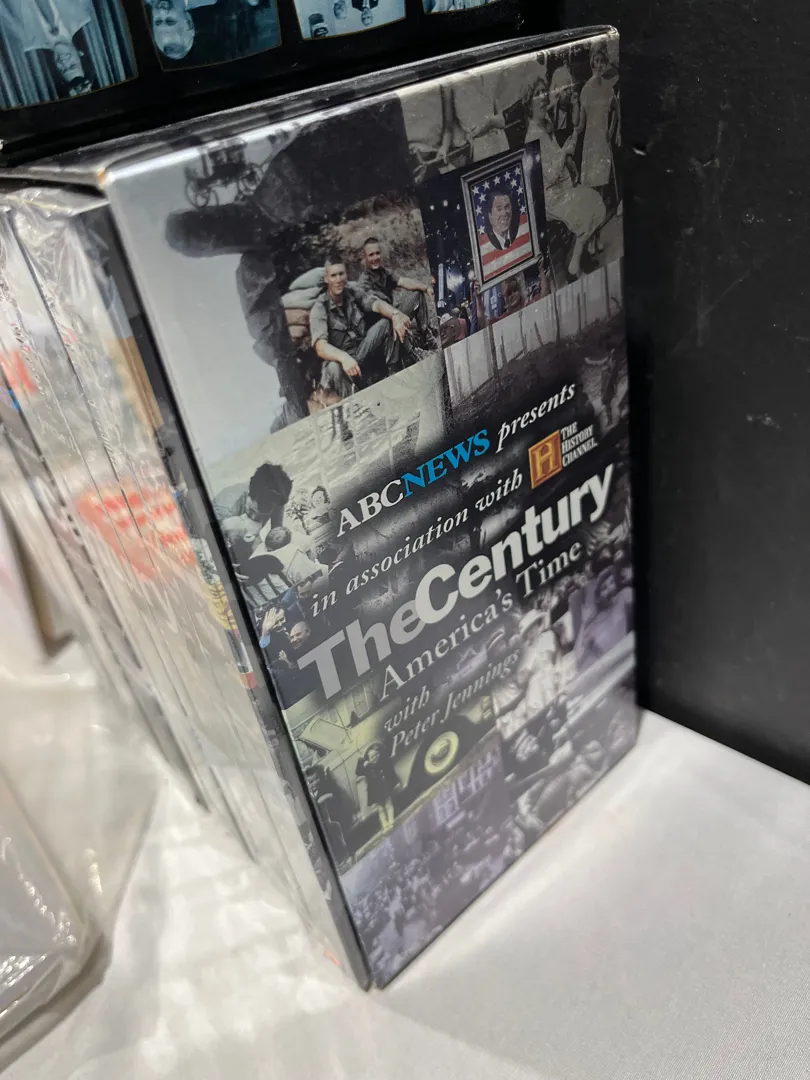 ABCNEWS presents
in association with H THE HISTORY CHANNEL.
TheCentury
America's Time
with
Peter Jennings